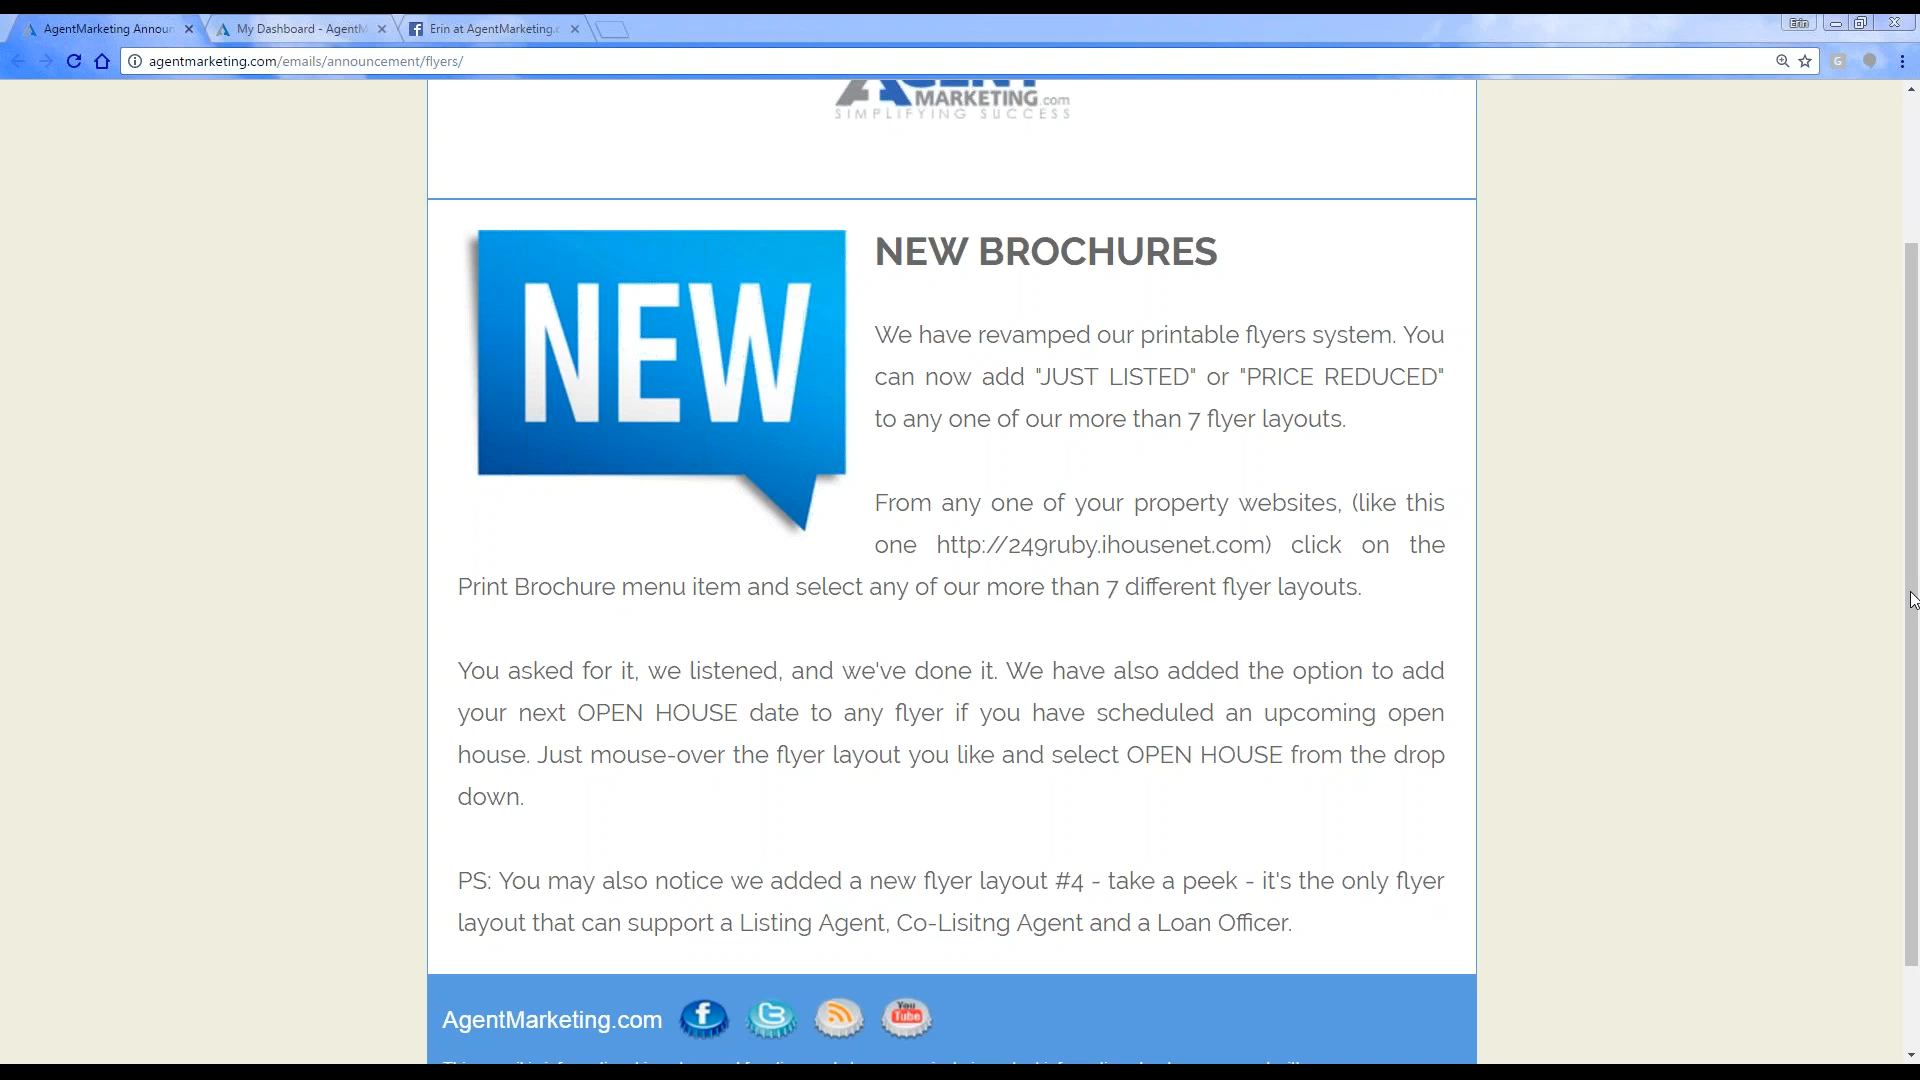 AgentMarketing Announ
My Dashboard - AgentM
Erin at AgentMarketing.c
Erin
agentmarketing.com/emails/announcement/flyers/
G
AGENT
MARKETING.com
SIMPLIFYING SUCCESS
NEW
NEW BROCHURES
We have revamped our printable flyers system. You
can now add "JUST LISTED" or "PRICE REDUCED"
to any one of our more than 7 flyer layouts.
From any one of your property websites, (like this
one http://249ruby.ihousenet.com) click on the
Print Brochure menu item and select any of our more than 7 different flyer layouts.
You asked for it, we listened, and we've done it. We have also added the option to add
your next OPEN HOUSE date to any flyer if you have scheduled an upcoming open
house. Just mouse-over the flyer layout you like and select OPEN HOUSE from the drop
down.
PS: You may also notice we added a new flyer layout #4 - take a peek - it's the only flyer
layout that can support a Listing Agent, Co-Lisitng Agent and a Loan Officer.
AgentMarketing.com
You Tube